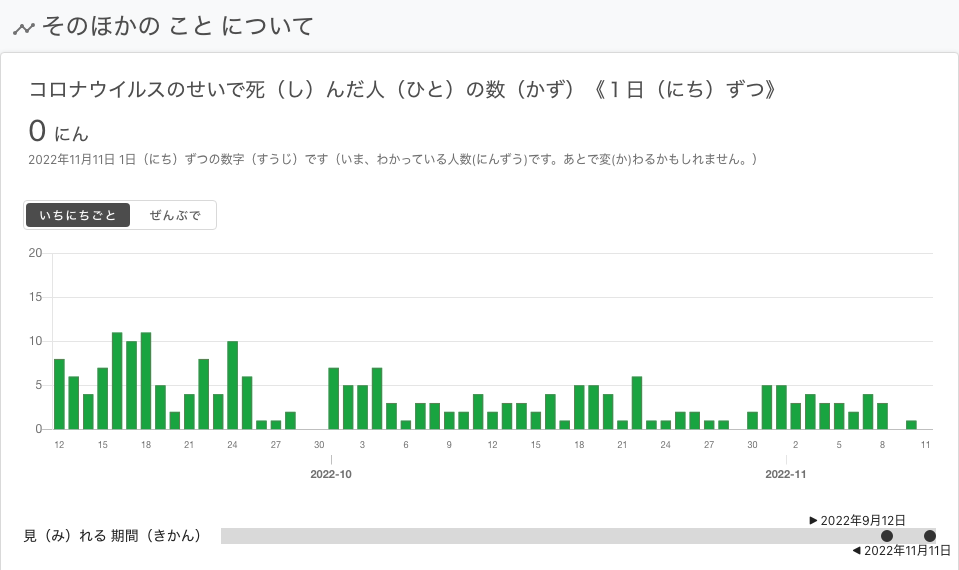 そのほかの こと について
コロナウイルスのせいで死（し）んだ人（ひと）の数（かず）《１日（にち）ずつ》
0 にん
2022年11月11日 1日（にち）ずつの数字（すうじ）です（いま、わかっている人数(にんずう)です。あとで変(か)わるかもしれません。）
いちにちごと ぜんぶで
20
15
10
5
0
12 15 18 21 24 27 30 3 6 9 12 15 18 21 24 27 30 2 5 8 11
2022-10 2022-11
▶ 2022年9月12日
見（み）れる 期間（きかん）
◀ 2022年11月11日